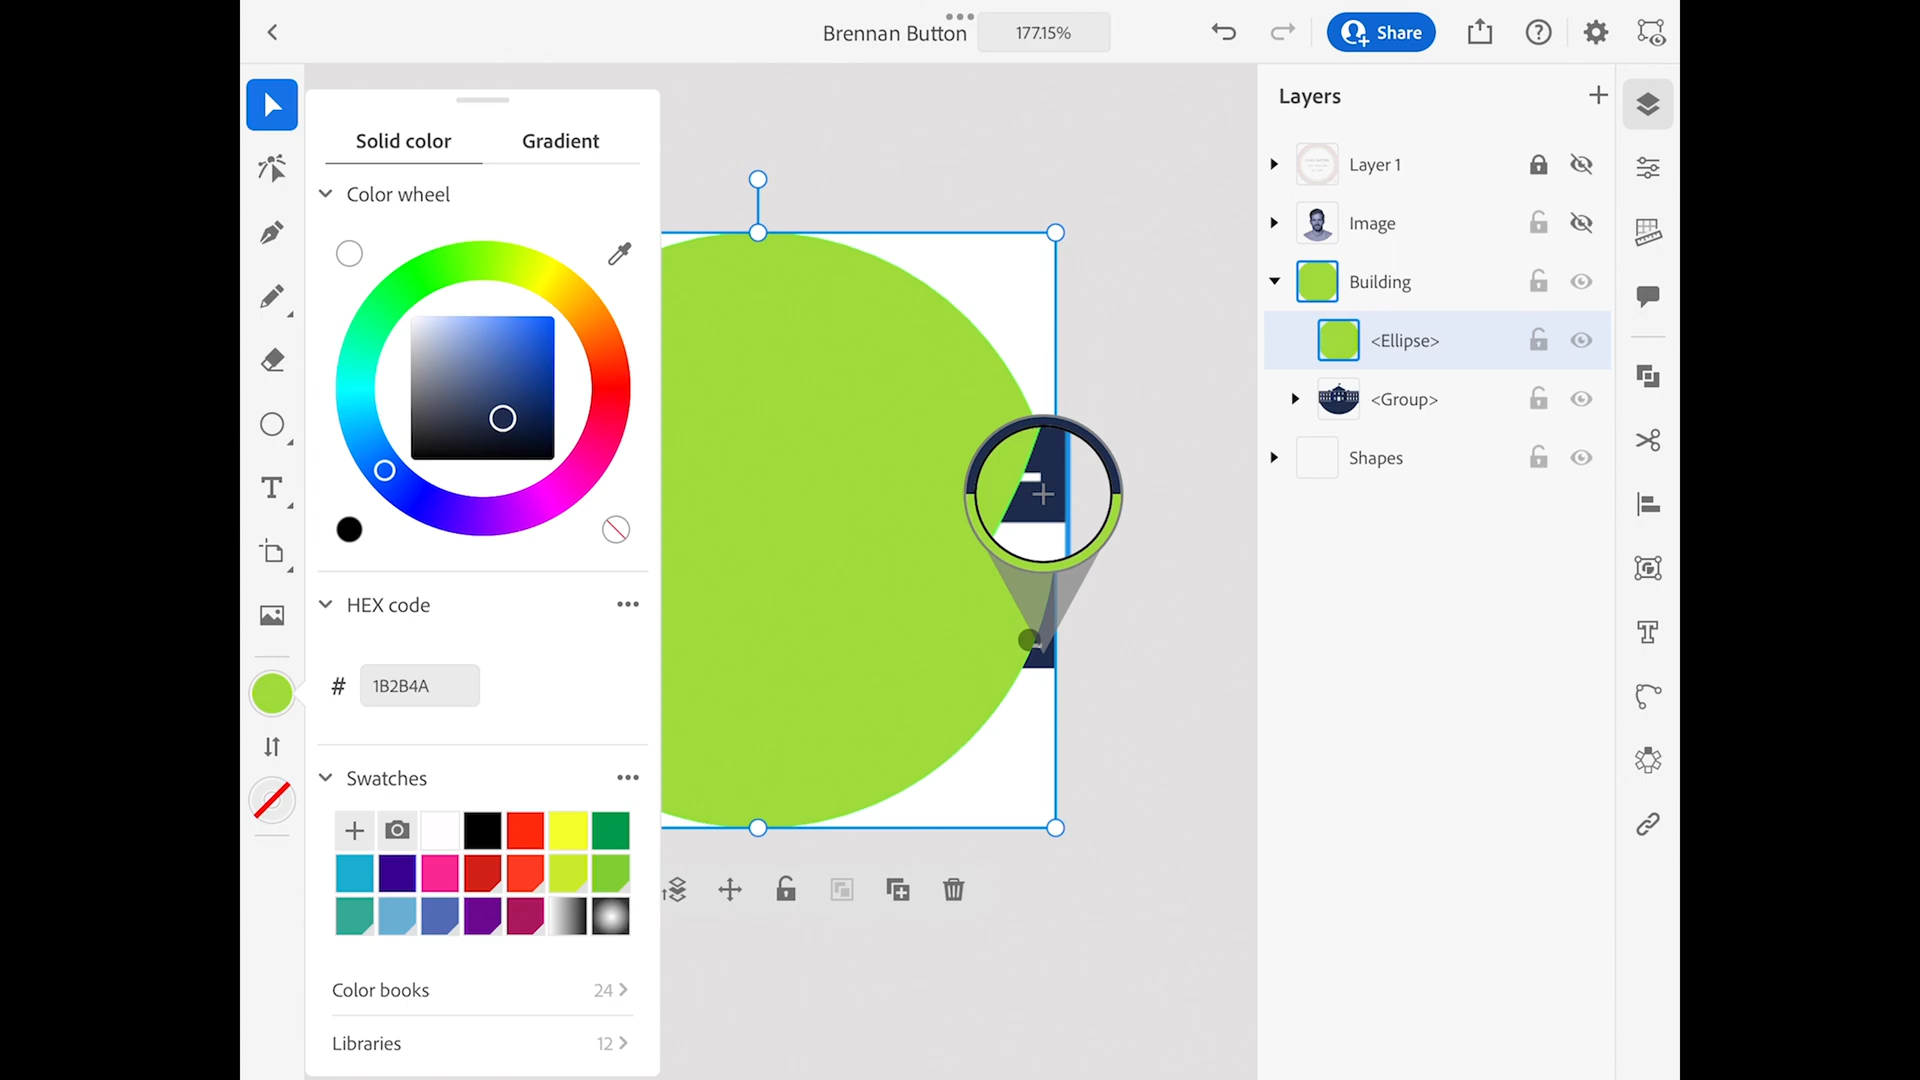 Brennan Button
177.15%
Share
Solid color
Gradient
Color wheel
HEX code
# 1B2B4A
Swatches
Color books
24
Libraries
12
Layers
Layer 1
Image
Building
<Ellipse>
<Group>
Shapes